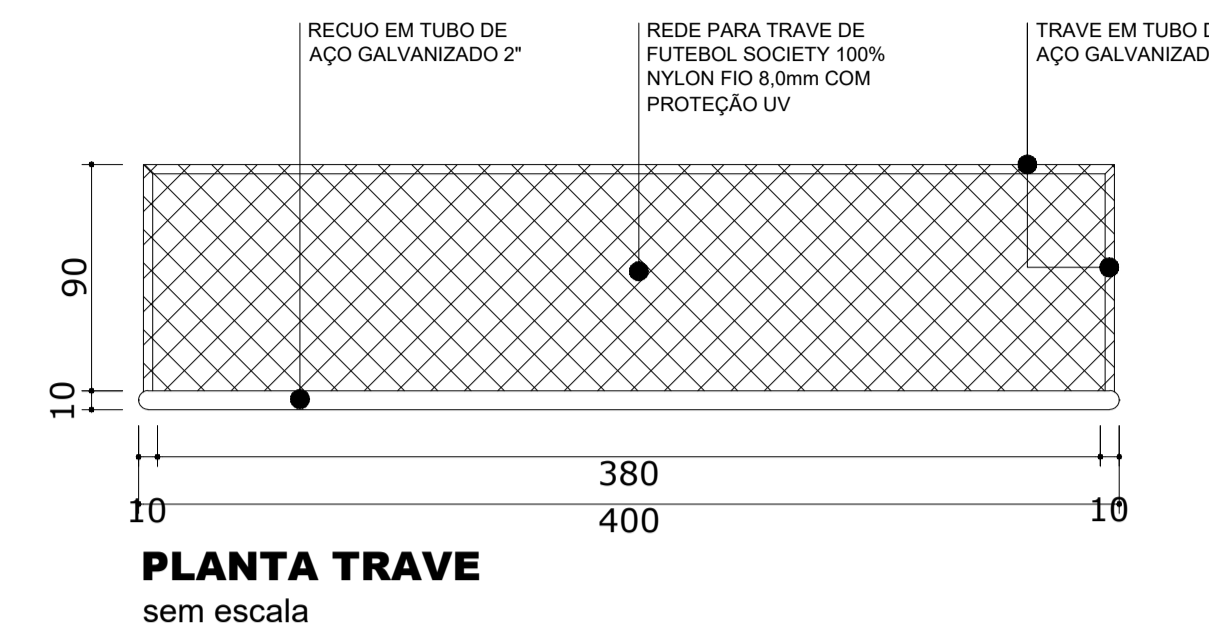 RECUO EM TUBO DE
AÇO GALVANIZADO 2"
REDE PARA TRAVE DE
FUTEBOL SOCIETY 100%
NYLON FIO 8,0mm COM
PROTEÇÃO UV
TRAVE EM TUBO
AÇO GALVANIZAD
90
10
380
10
400
10
PLANTA TRAVE
sem escala